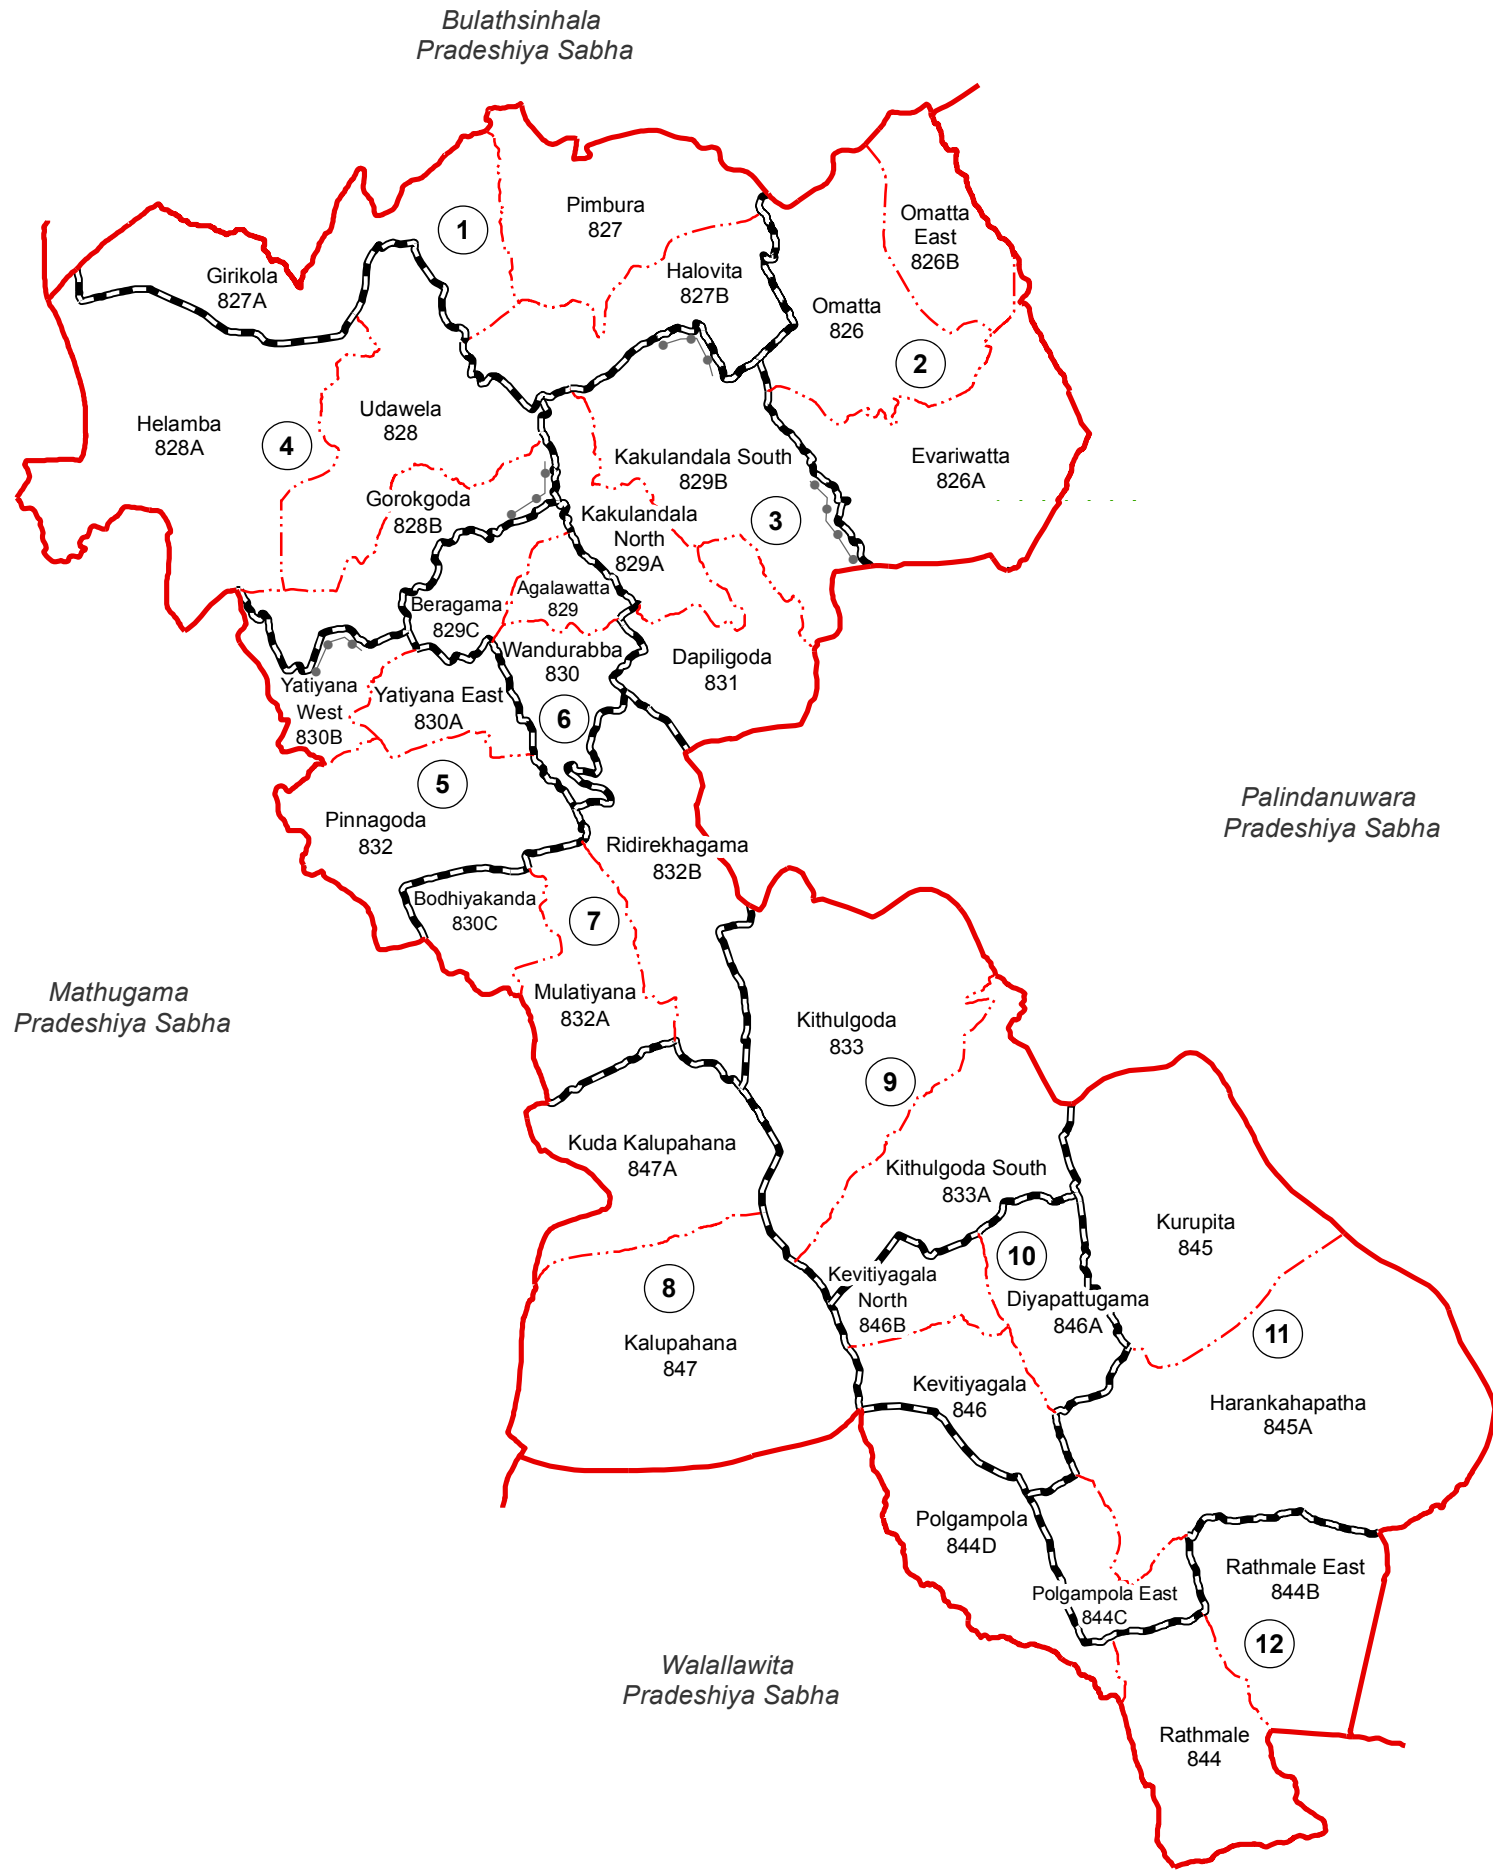 Bulathsinhala
Pradeshiya Sabha
1
Pimbura
827
Omatta
East
826B
Girikola
827A
Halovita
827B
Omatta
826
2
Helamba
828A
4
Udawela
828
Kakulandala South
829B
Evariwatta
826A
Gorokgoda
828B
Kakulandala
North
829A
3
Agalawatta
829
Beragama
829C
Wandurabba
830
Dapiligoda
831
Yatiyana
West
830B
Yatiyana East
830A
6
5
Pinnagoda
832
Palindanuwara
Pradeshiya Sabha
Ridirekhagama
832B
Bodhiyakanda
830C
7
Mathugama
Pradeshiya Sabha
Mulatiyana
832A
Kithulgoda
833
9
Kuda Kalupahana
847A
Kithulgoda South
833A
Kurupita
845
10
Kevitiyagala
North
846B
8
Diyapattugama
846A
11
Kalupahana
847
Kevitiyagala
846
Harankahapatha
845A
Polgampola
844D
Rathmale East
844B
Polgampola East
844C
12
Walallawita
Pradeshiya Sabha
Rathmale
844